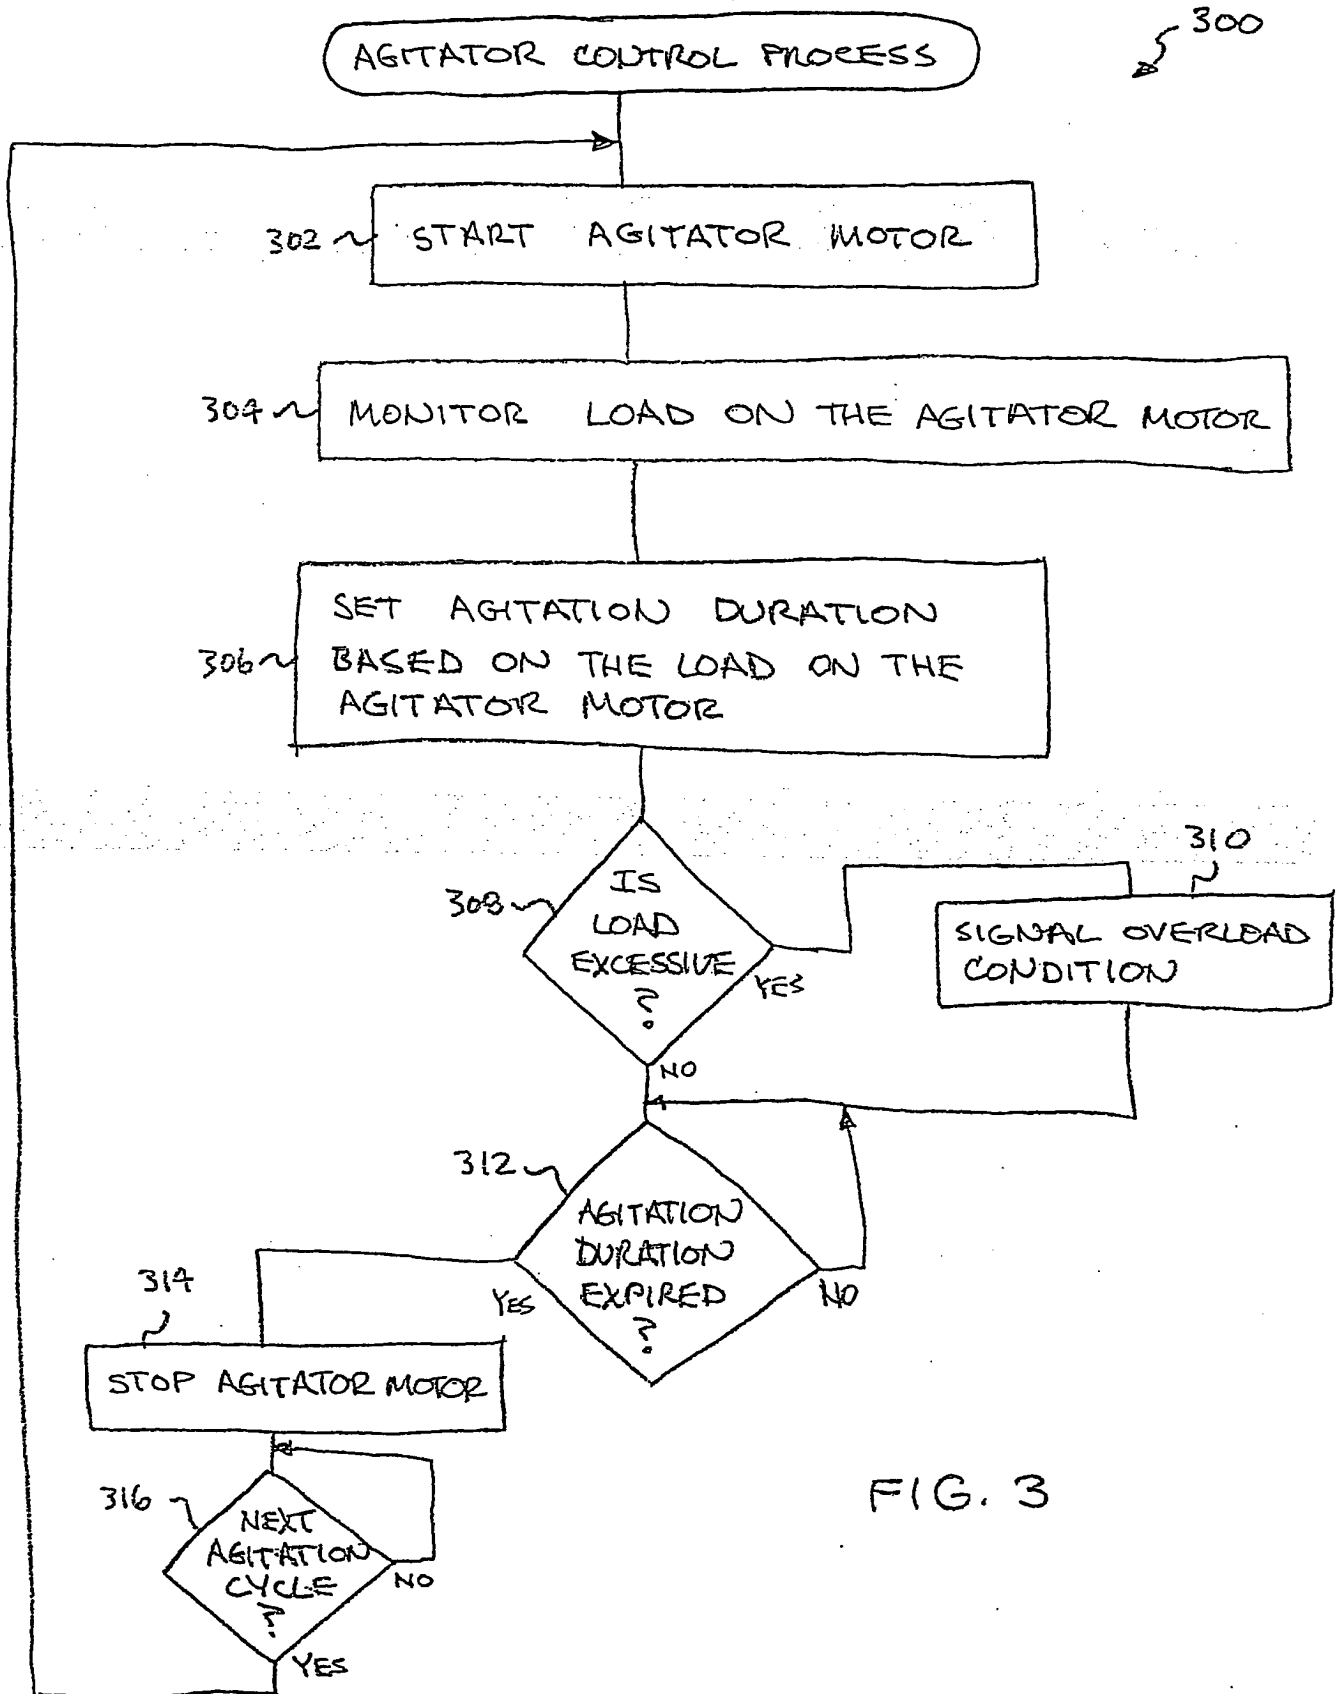 300
AGITATOR CONTROL PROCESS
302
START AGITATOR MOTOR
304
MONITOR LOAD ON THE AGITATOR MOTOR
306
SET AGITATION DURATION
BASED ON THE LOAD ON THE
AGITATOR MOTOR
308
IS
LOAD
EXCESSIVE
?
YES
NO
310
SIGNAL OVERLOAD
CONDITION
312
AGITATION
DURATION
EXPIRED
?
YES
NO
314
STOP AGITATOR MOTOR
316
NEXT
AGITATION
CYCLE
?
NO
YES
FIG. 3